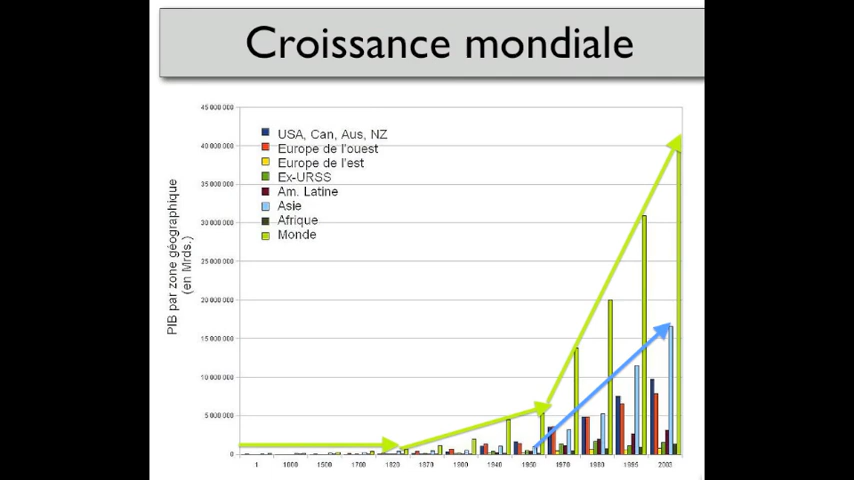 Croissance mondiale
PIB par zone géographique
(en Mrds.)
45 000 000
40 000 000
35 000 000
30 000 000
25 000 000
20 000 000
15 000 000
10 000 000
5 000 000
0
USA, Can, Aus, NZ
Europe de l'ouest
Europe de l'est
Ex-URSS
Am. Latine
Asie
Afrique
Monde
1 1000 1500 1700 1820 1870 1900 1940 1950 1970 1980 1995 2003